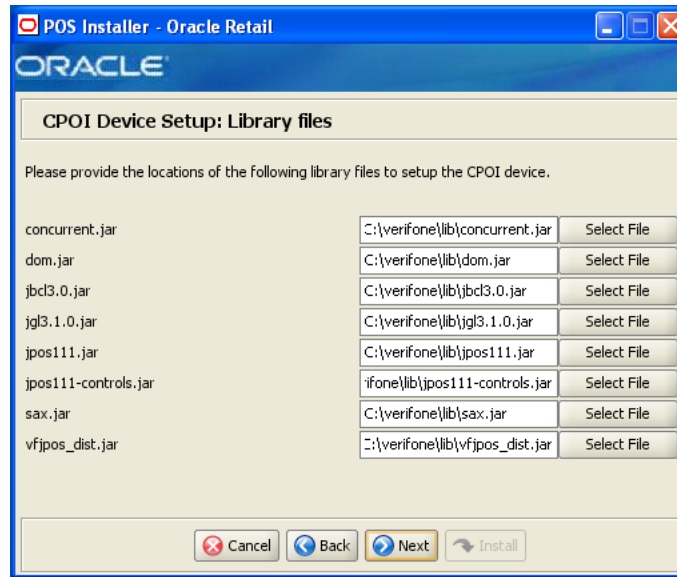 POS Installer - Oracle Retail
ORACLE
CPOI Device Setup: Library files
Please provide the locations of the following library files to setup the CPOI device.
concurrent.jar C:\verifone\lib\concurrent.jar Select File
dom.jar C:\verifone\lib\dom.jar Select File
jbcl3.0.jar C:\verifone\lib\jbcl3.0.jar Select File
jgl3.1.0.jar C:\verifone\lib\jgl3.1.0.jar Select File
jpos111.jar C:\verifone\lib\jpos111.jar Select File
jpos111-controls.jar ifone\lib\jpos111-controls.jar Select File
sax.jar C:\verifone\lib\sax.jar Select File
vfjpos_dist.jar :\verifone\lib\vfjpos_dist.jar Select File
Cancel Back Next Install